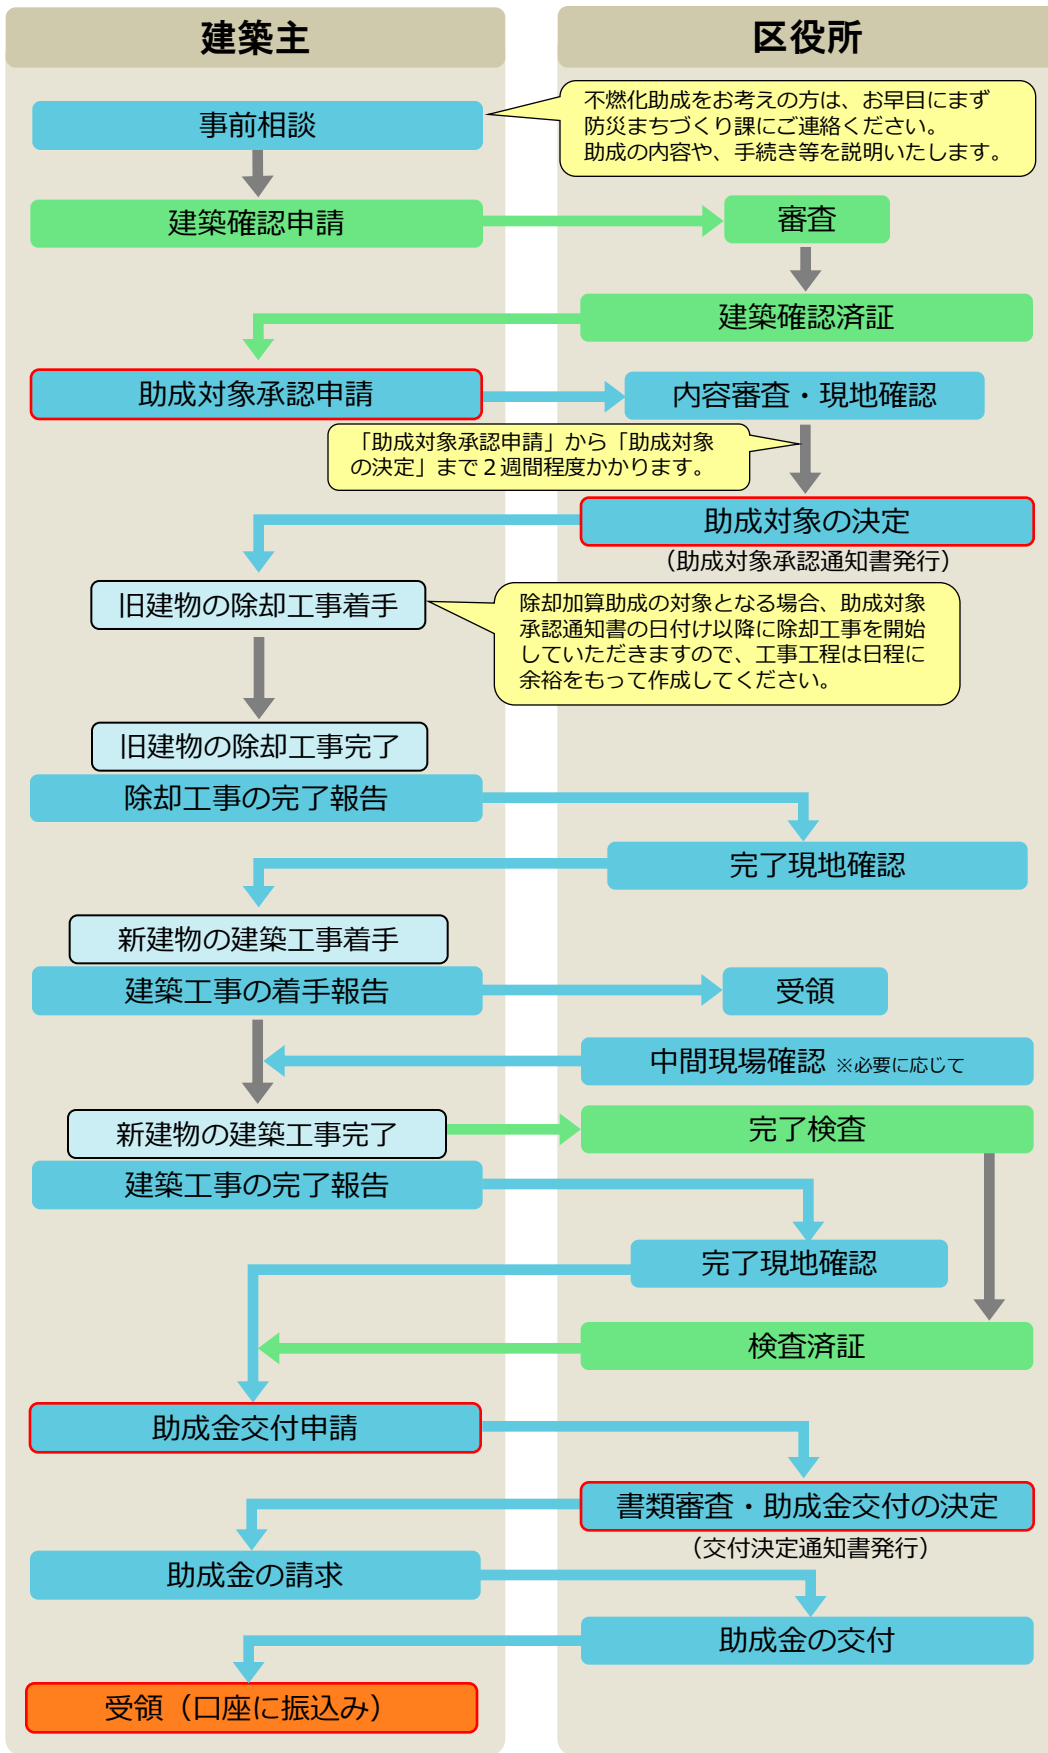 建築主
区役所
事前相談
不燃化助成をお考えの方は、お早目にまず
防災まちづくり課にご連絡ください。
助成の内容や、手続き等を説明いたします。
建築確認申請
審査
建築確認済証
助成対象承認申請
内容審査・現地確認
「助成対象承認申請」から「助成対象
の決定」まで２週間程度かかります。
助成対象の決定
（助成対象承認通知書発行）
旧建物の除却工事着手
除却加算助成の対象となる場合、助成対象
承認通知書の日付け以降に除却工事を開始
していただきますので、工事工程は日程に
余裕をもって作成してください。
旧建物の除却工事完了
除却工事の完了報告
完了現地確認
新建物の建築工事着手
建築工事の着手報告
受領
中間現場確認 ※必要に応じて
新建物の建築工事完了
完了検査
建築工事の完了報告
完了現地確認
検査済証
助成金交付申請
書類審査・助成金交付の決定
（交付決定通知書発行）
助成金の請求
助成金の交付
受領（口座に振込み）